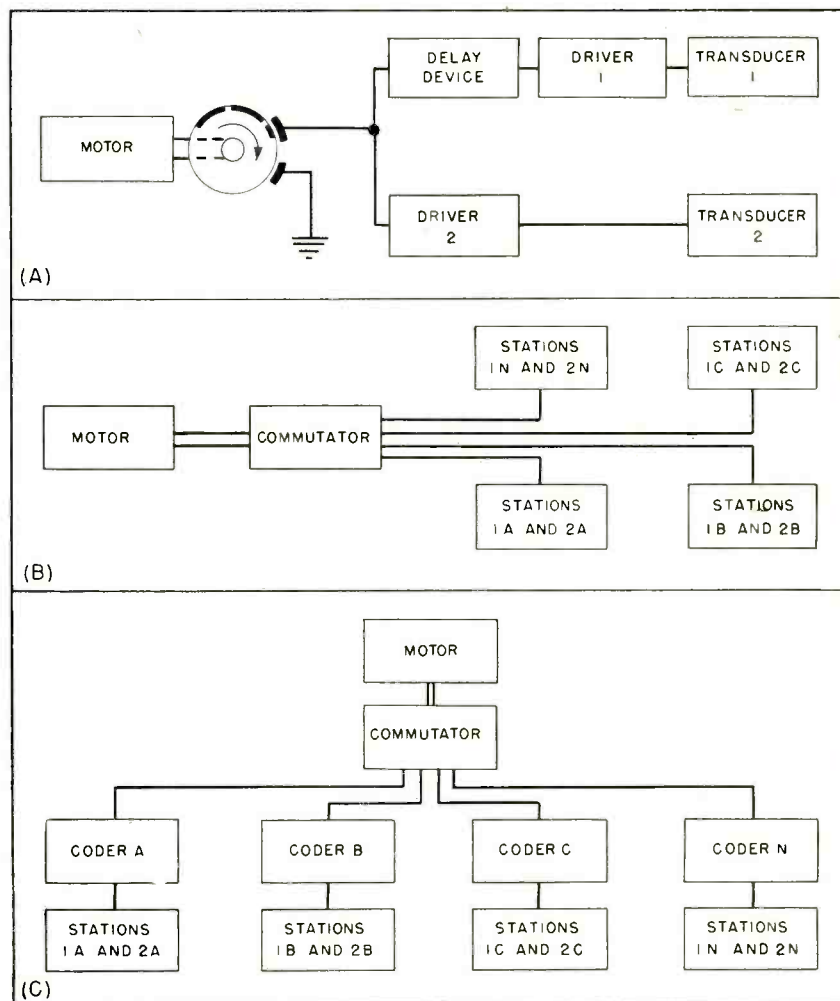 DELAY
DEVICE
DRIVER
1
TRANSDUCER
1
MOTOR
DRIVER
2
TRANSDUCER
2
(A)
STATIONS
1N AND 2N
STATIONS
1C AND 2C
MOTOR
COMMUTATOR
STATIONS
1A AND 2A
STATIONS
1B AND 2B
(B)
MOTOR
COMMUTATOR
CODER A
CODER B
CODER C
CODER N
STATIONS
1A AND 2A
STATIONS
1B AND 2B
STATIONS
1C AND 2C
STATIONS
1N AND 2N
(C)